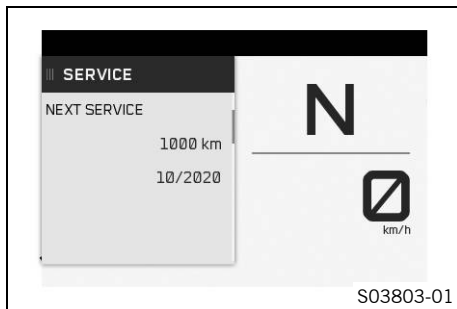 SERVICE
NEXT SERVICE
1000 km
10/2020
N
0
km/h
S03803-01